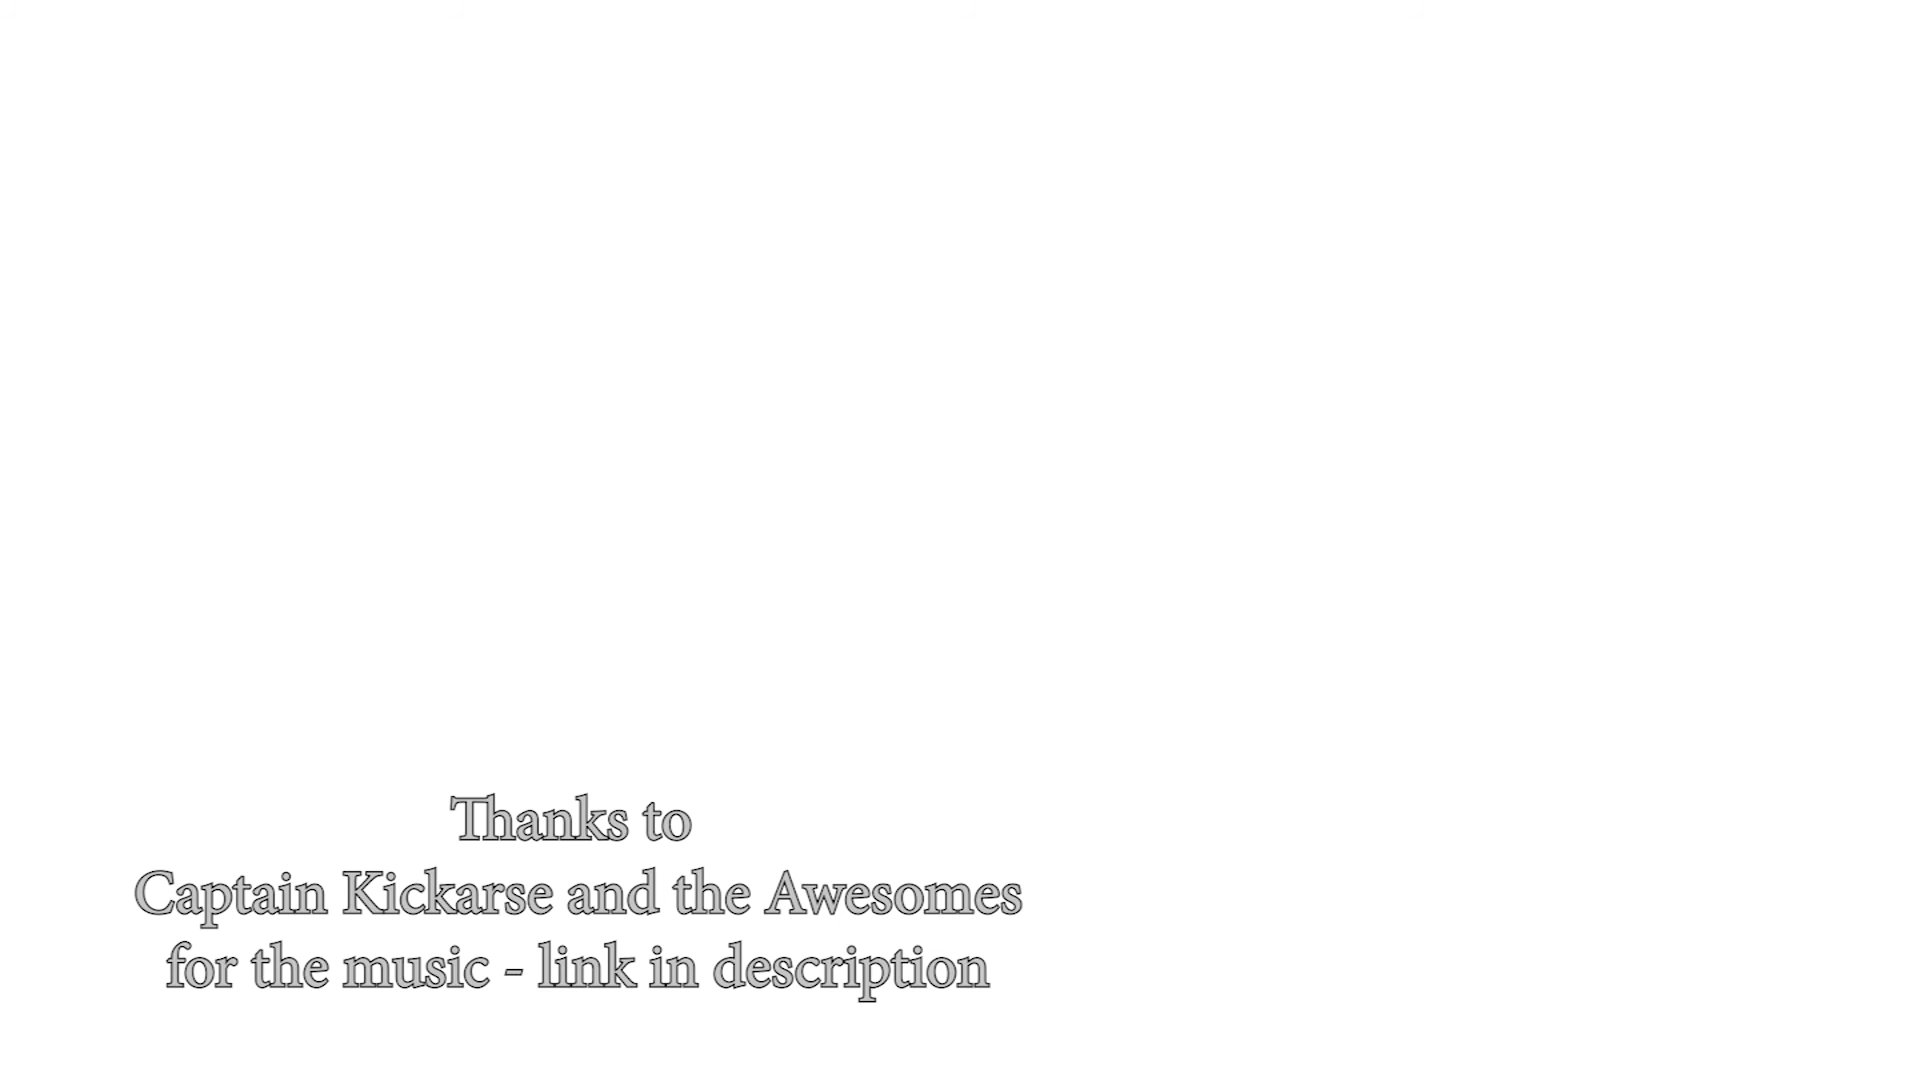 Thanks to
Captain Kickarse and the Awesomes
for the music - link in description